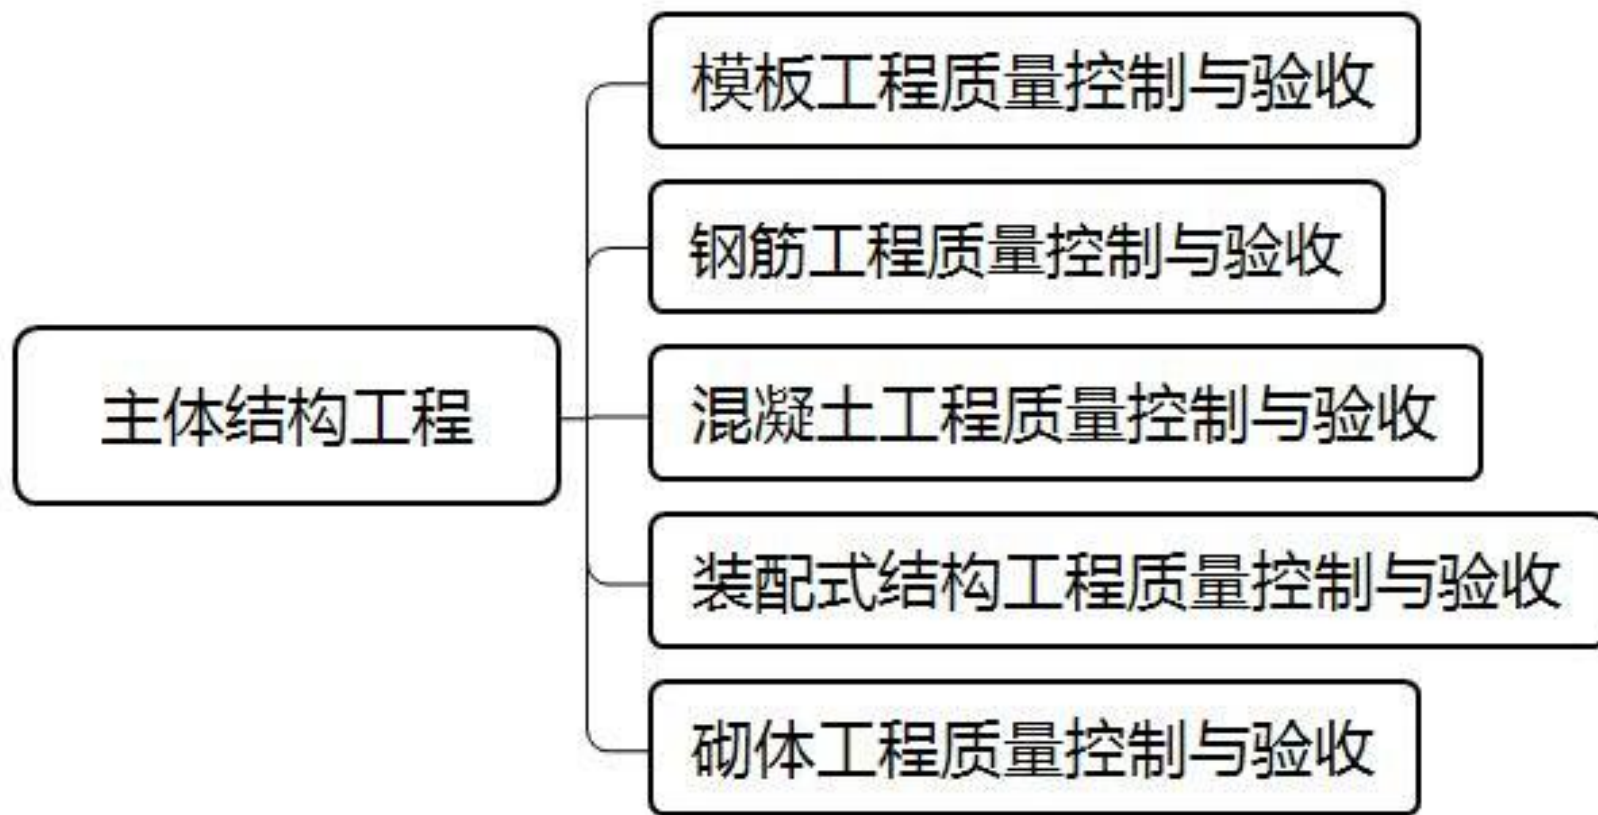 模板工程质量控制与验收
钢筋工程质量控制与验收
主体结构工程
混凝土工程质量控制与验收
装配式结构工程质量控制与验收
砌体工程质量控制与验收